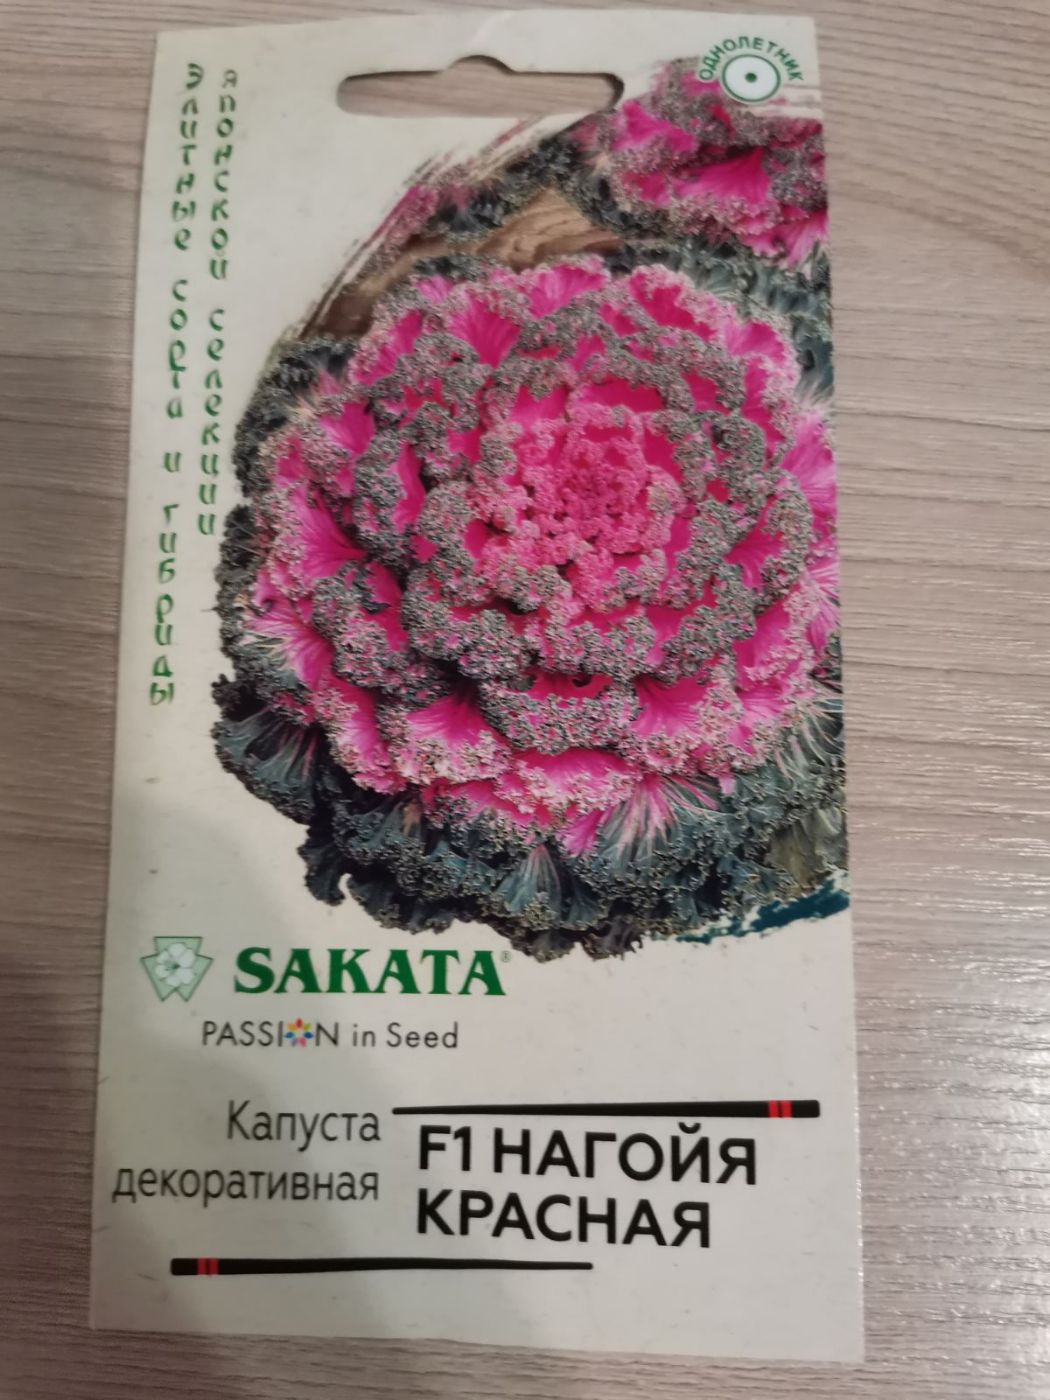 ОДНОЛЕТНИК
Элитные сорта и гибриды
японской селекции
SAKATA®
PASSION in Seed
Капуста
декоративная
F1 НАГОЙЯ
КРАСНАЯ